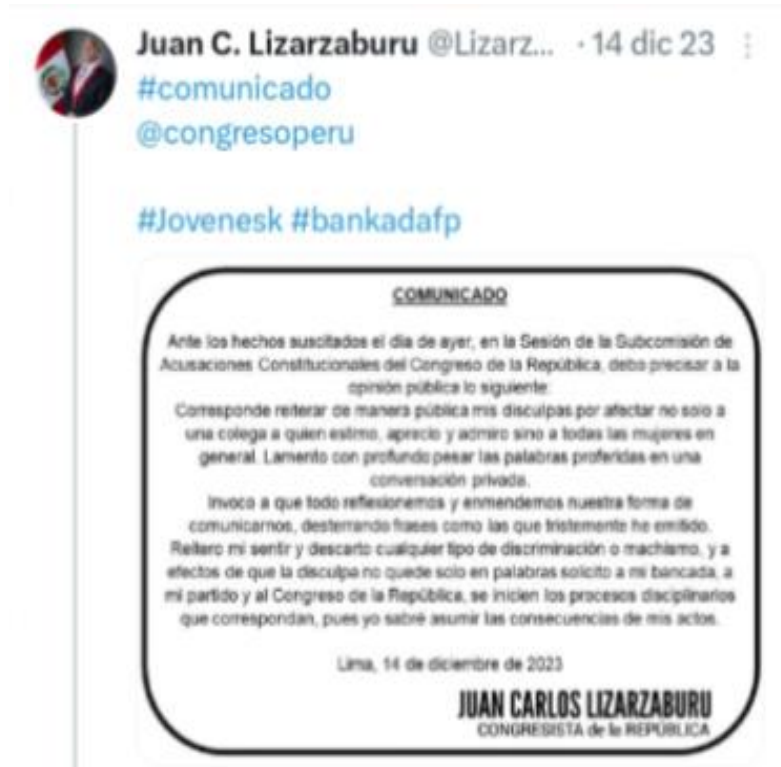 Juan C. Lizarzaburu @Lizarz... · 14 dic 23
#comunicado
@congresoperu
#Jovenesk #bankadafp
COMUNICADO
Ante los hechos suscitados el día de ayer, en la Sesión de la Subcomisión de
Acusaciones Constitucionales del Congreso de la República, debo precisar a la
opinión pública lo siguiente:
Corresponde reiterar de manera pública mis disculpas por afectar no solo a
una colega a quien estimo, aprecio y admiro sino a todas las mujeres en
general. Lamento con profundo pesar las palabras proferidas en una
conversación privada.
Invoco a que todo reflexionemos y enmendemos nuestra forma de
comunicarnos, desterrando frases como las que tristemente he emitido.
Reitero mi sentir y descarto cualquier tipo de discriminación o machismo, y a
efectos de que la disculpa no quede solo en palabras solicito a mi bancada, a
mi partido y al Congreso de la República, se inicien los procesos disciplinarios
que correspondan, pues yo sabré asumir las consecuencias de mis actos.
Lima, 14 de diciembre de 2023
JUAN CARLOS LIZARZABURU
CONGRESISTA de la REPÚBLICA